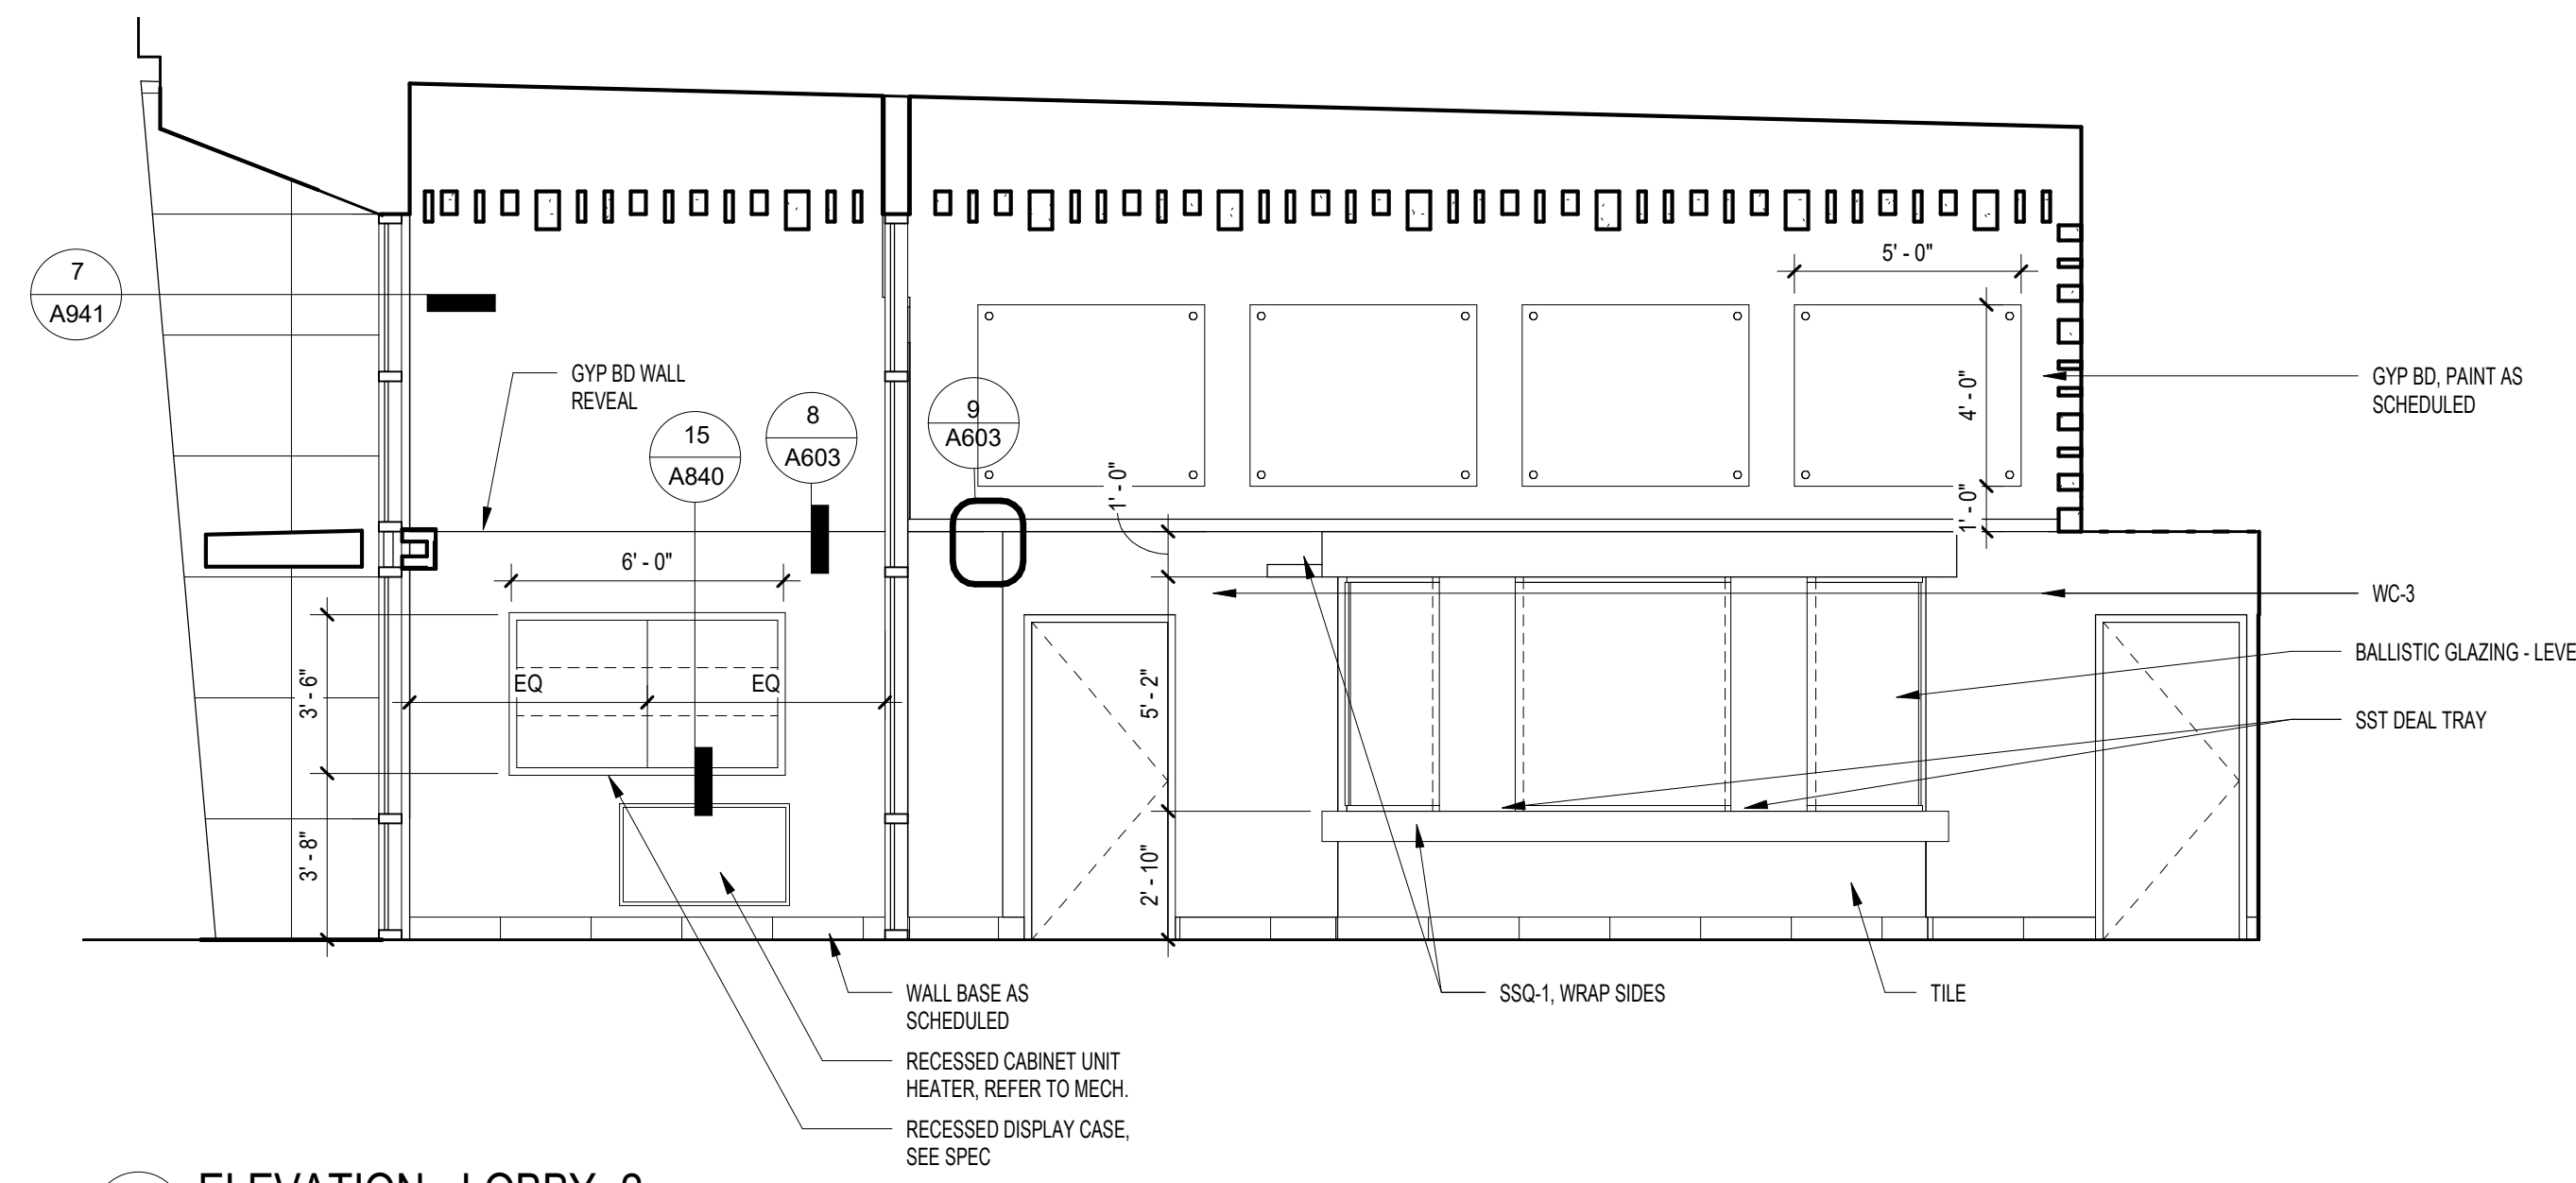 5' - 0"
7
A941
GYP BD WALL
REVEAL
8
A603
9
A603
15
A840
4' - 0"
GYP BD, PAINT AS
SCHEDULED
1' - 0"
1' - 0"
6' - 0"
WC-3
BALLISTIC GLAZING - LEVE
EQ
EQ
3' - 6"
5' - 2"
SST DEAL TRAY
3' - 8"
2' - 10"
WALL BASE AS
SCHEDULED
SSQ-1, WRAP SIDES
TILE
RECESSED CABINET UNIT
HEATER, REFER TO MECH.
RECESSED DISPLAY CASE,
SEE SPEC
ELEVATION - LOBBY